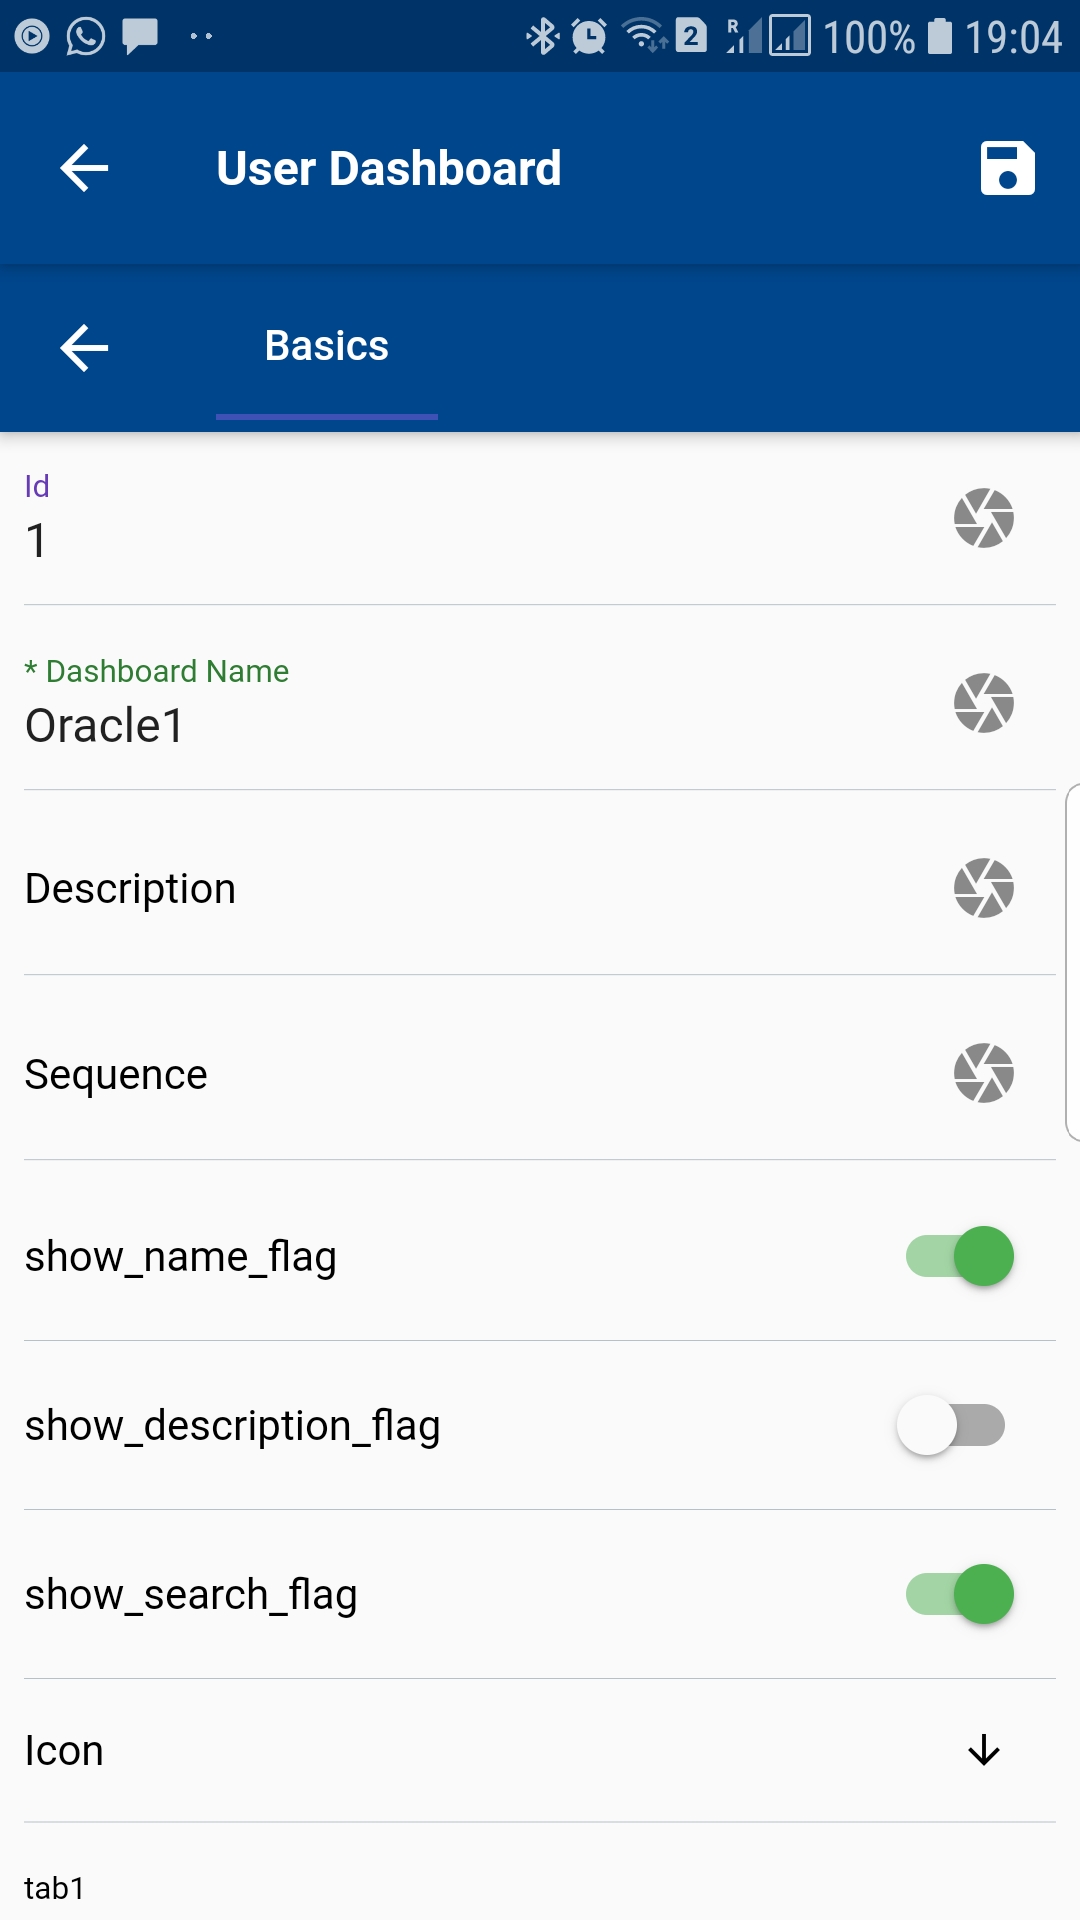 2 R 100% 19:04
User Dashboard
Basics
Id
1
* Dashboard Name
Oracle1
Description
Sequence
show_name_flag
show_description_flag
show_search_flag
Icon
tab1